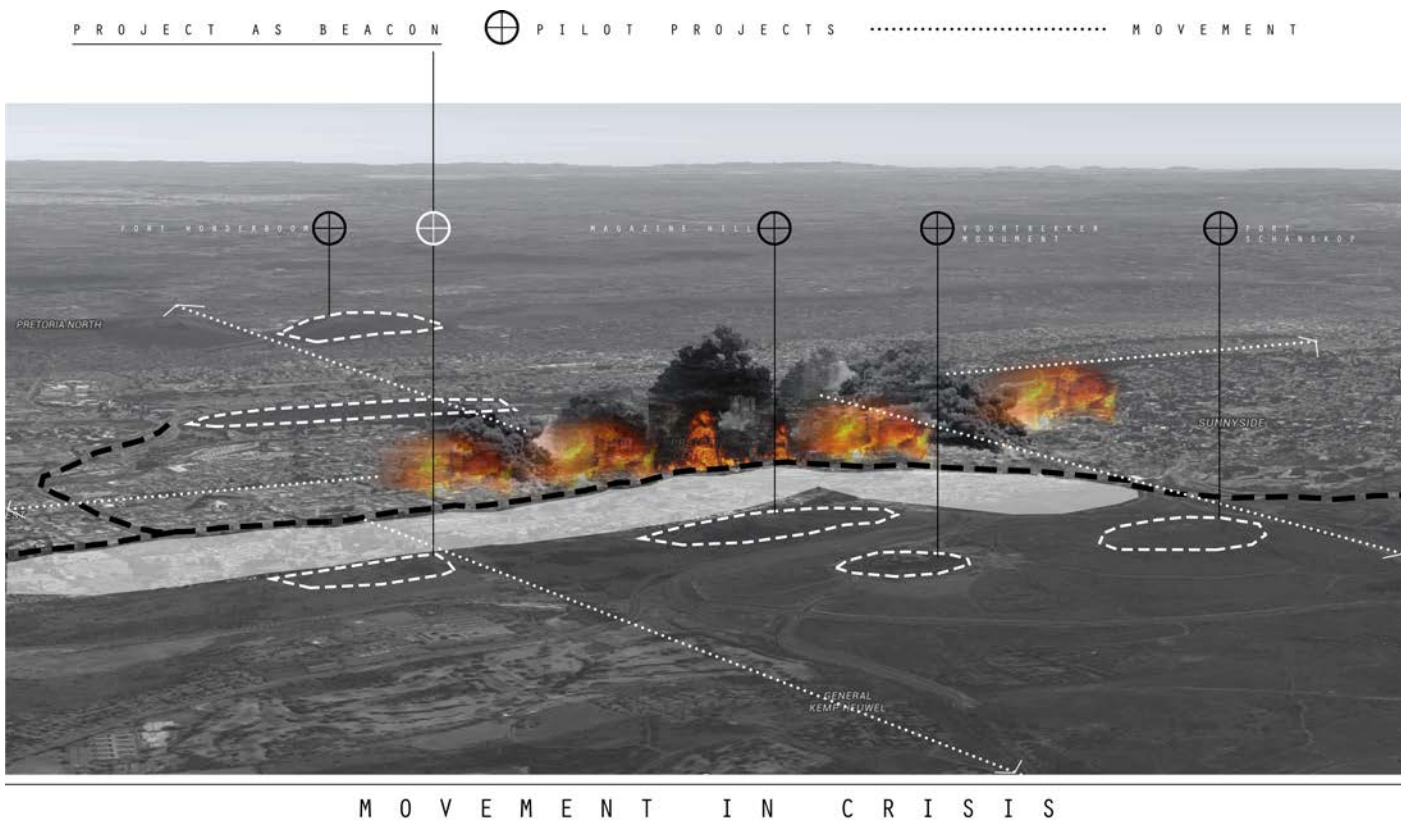 PROJECT AS BEACON
PILOT PROJECTS
MOVEMENT
FORT WONDERBOOM
MAGAZINE HILL
VOORTREKKER
MONUMENT
FORT
SCHANSKOP
PRETORIA NORTH
SUNNYSIDE
GENERAL
KEMP HEUWEL
MOVEMENT IN CRISIS